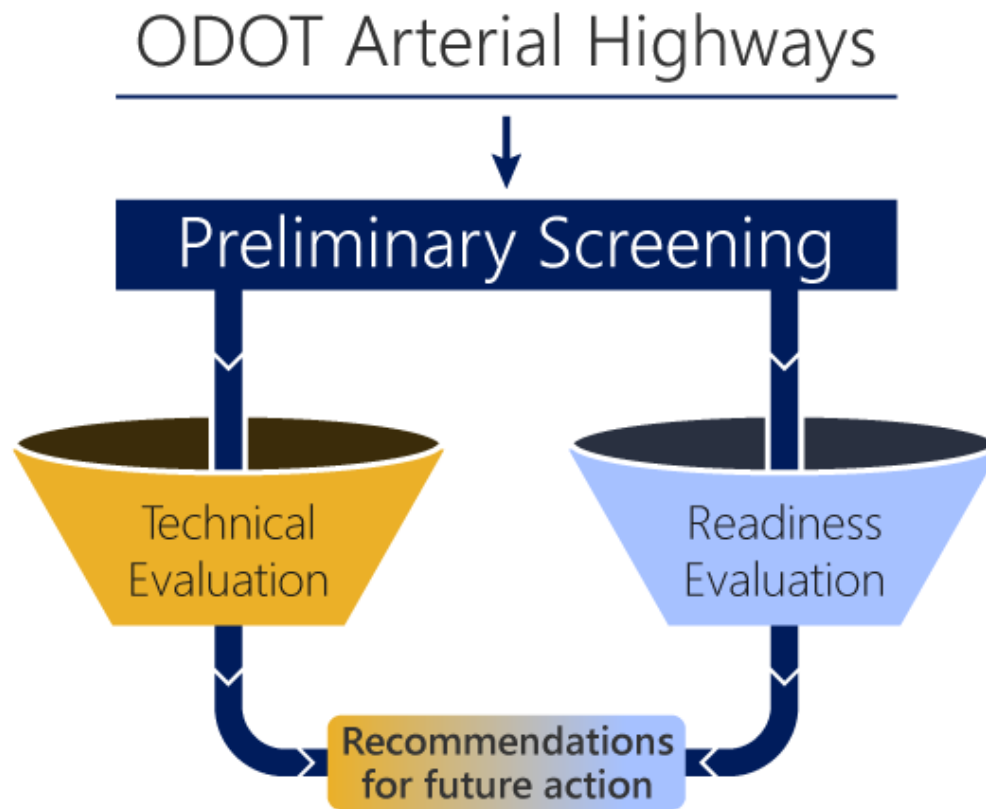 ODOT Arterial Highways
Preliminary Screening
Technical
Evaluation
Readiness
Evaluation
Recommendations
for future action